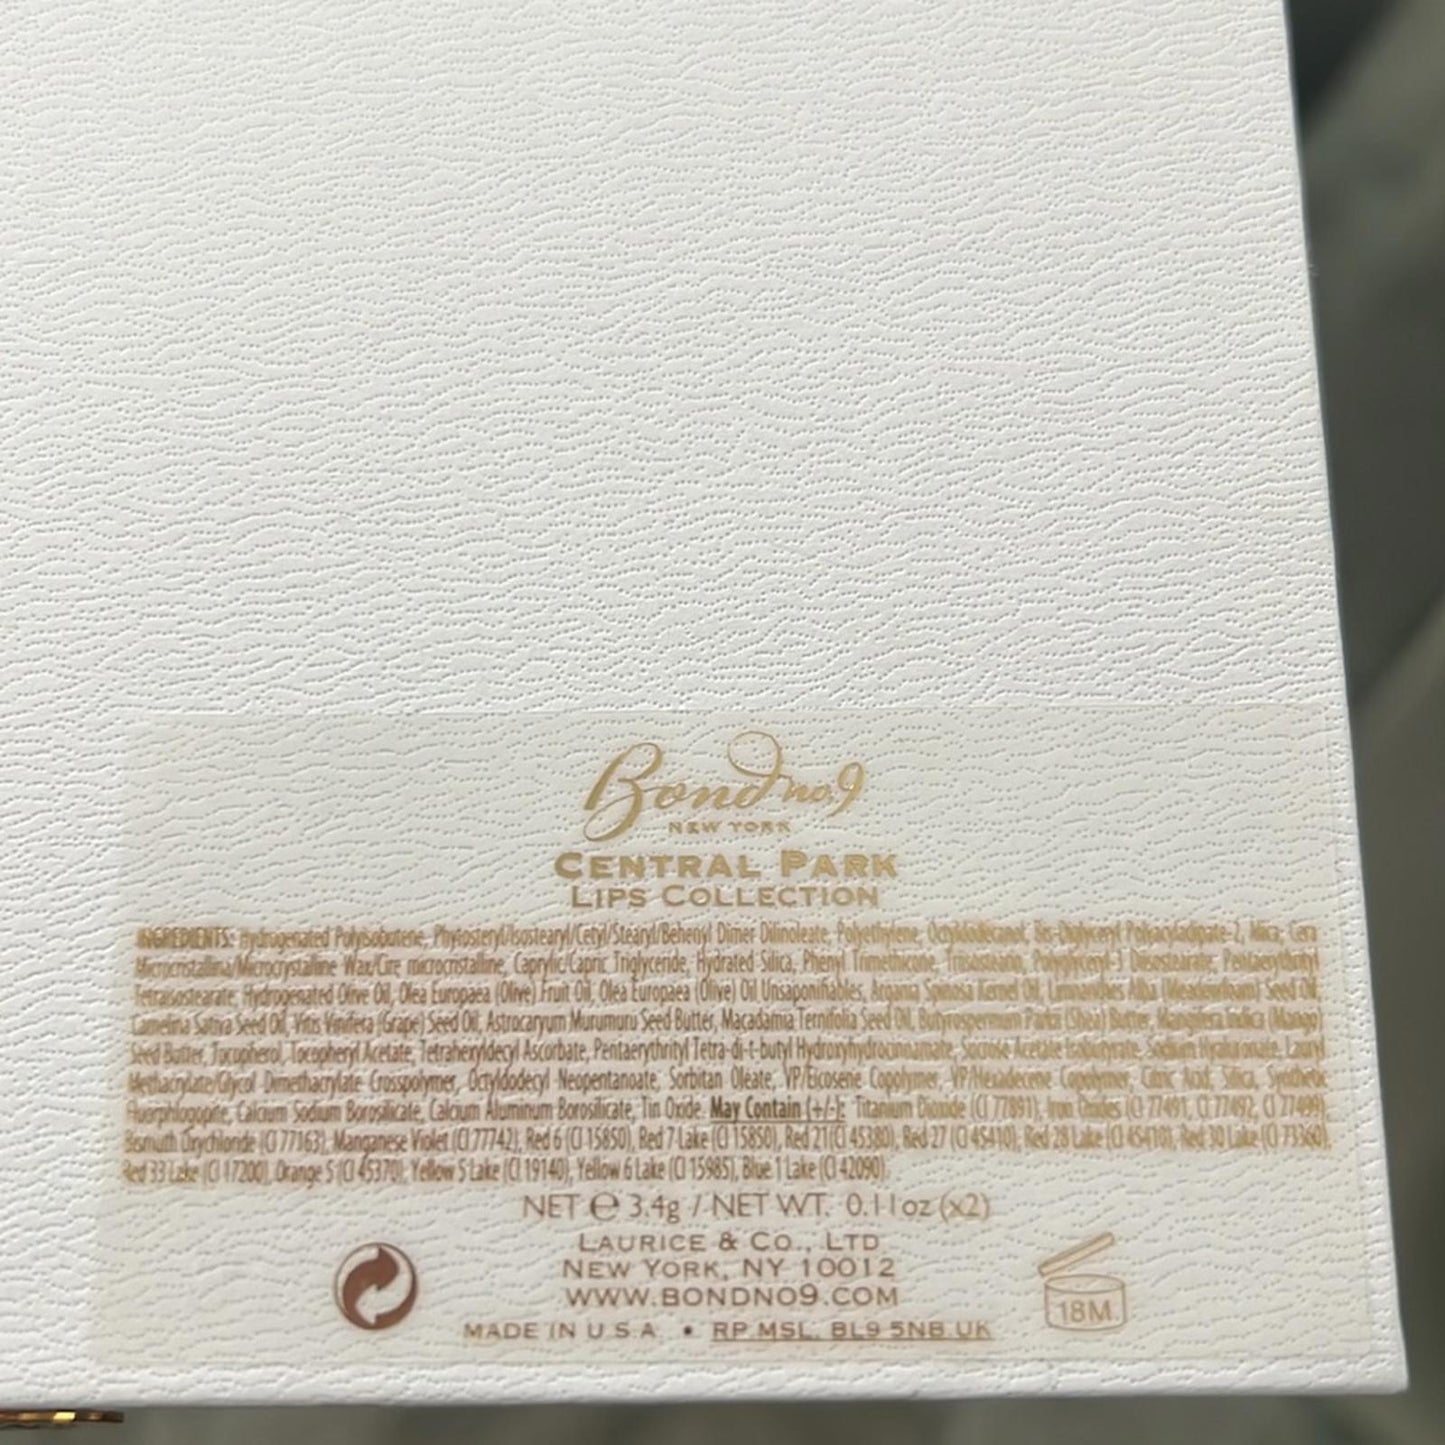 Bond no.9
NEW YORK
CENTRAL PARK
LIPS COLLECTION
INGREDIENTS: Hydrogenated Polyisobutene, Phytosteryl/Isostearyl/Cetyl/Stearyl/Behenyl Dimer Dilinoleate, Polyethylene, Octyldodecanol, Bis-Diglyceryl Polyacyladipate-2, Mica, Cera
Microcristallina/Microcrystalline Wax/Cire microcristalline, Caprylic/Capric Triglyceride, Hydrated Silica, Phenyl Trimethicone, Triisostearin, Polyglyceryl-3 Diisostearate, Pentaerythrityl
Tetraisostearate, Hydrogenated Olive Oil, Olea Europaea (Olive) Fruit Oil, Olea Europaea (Olive) Oil Unsaponifiables, Argania Spinosa Kernel Oil, Limnanthes Alba (Meadowfoam) Seed Oil,
Camelina Sativa Seed Oil, Vitis Vinifera (Grape) Seed Oil, Astrocaryum Murumuru Seed Butter, Macadamia Ternifolia Seed Oil, Butyrospermum Parkii (Shea) Butter, Mangifera Indica (Mango)
Seed Butter, Tocopherol, Tocopheryl Acetate, Tetrahexyldecyl Ascorbate, Pentaerythrityl Tetra-di-t-butyl Hydroxyhydrocinnamate, Sucrose Acetate Isobutyrate, Sodium Hyaluronate, Lauryl
Methacrylate/Glycol Dimethacrylate Crosspolymer, Octyldodecyl Neopentanoate, Sorbitan Oleate, VP/Eicosene Copolymer, VP/Hexadecene Copolymer, Citric Acid, Silica, Synthetic
Fluorphlogopite, Calcium Sodium Borosilicate, Calcium Aluminum Borosilicate, Tin Oxide. May Contain (+/-): Titanium Dioxide (CI 77891), Iron Oxides (CI 77491, CI 77492, CI 77499),
Bismuth Oxychloride (CI 77163), Manganese Violet (CI 77742), Red 6 (CI 15850), Red 7 Lake (CI 15850), Red 21 (CI 45380), Red 27 (CI 45410), Red 28 Lake (CI 45410), Red 30 Lake (CI 73360),
Red 33 Lake (CI 17200), Orange 5 (CI 45370), Yellow 5 Lake (CI 19140), Yellow 6 Lake (CI 15985), Blue 1 Lake (CI 42090).
NET ℮ 3.4g / NET WT. 0.11oz (x2)
LAURICE & CO., LTD
NEW YORK, NY 10012
WWW.BONDNO9.COM
MADE IN U.S.A. • RP MSL. BL9 5NB UK
18M.